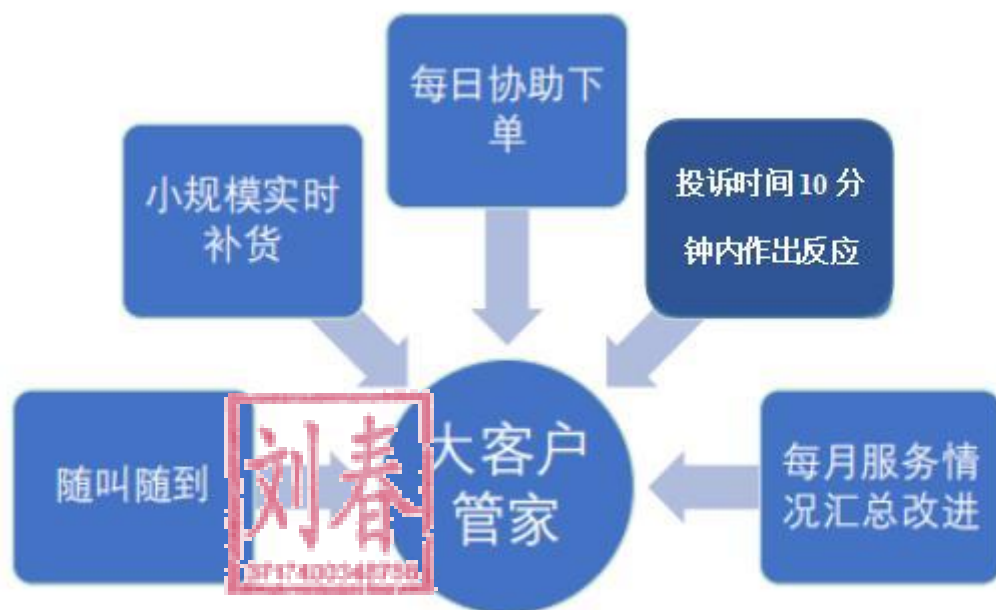 每日协助下
单
小规模实时
补货
投诉时间10分
钟内作出反应
随叫随到
刘春
大客户
管家
每月服务情
况汇总改进